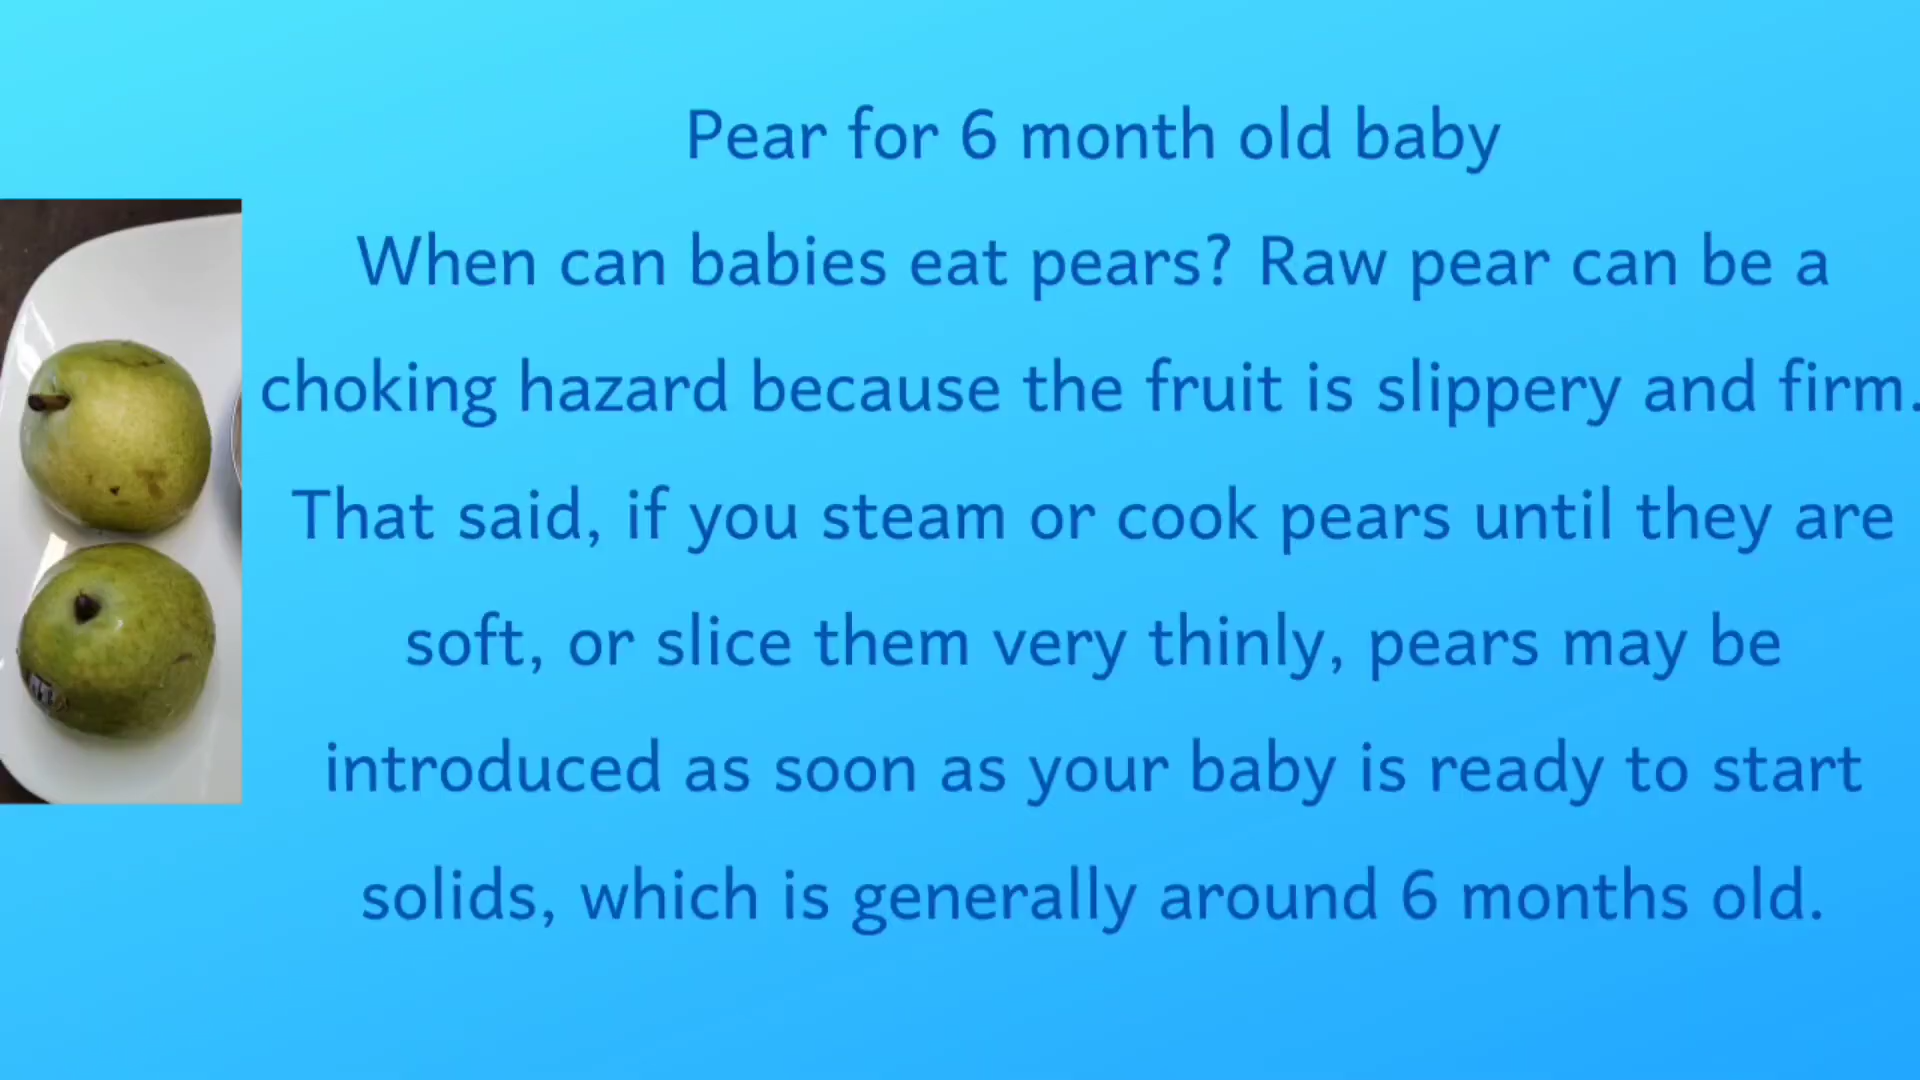 Pear for 6 month old baby
When can babies eat pears? Raw pear can be a
choking hazard because the fruit is slippery and firm.
That said, if you steam or cook pears until they are
soft, or slice them very thinly, pears may be
introduced as soon as your baby is ready to start
solids, which is generally around 6 months old.